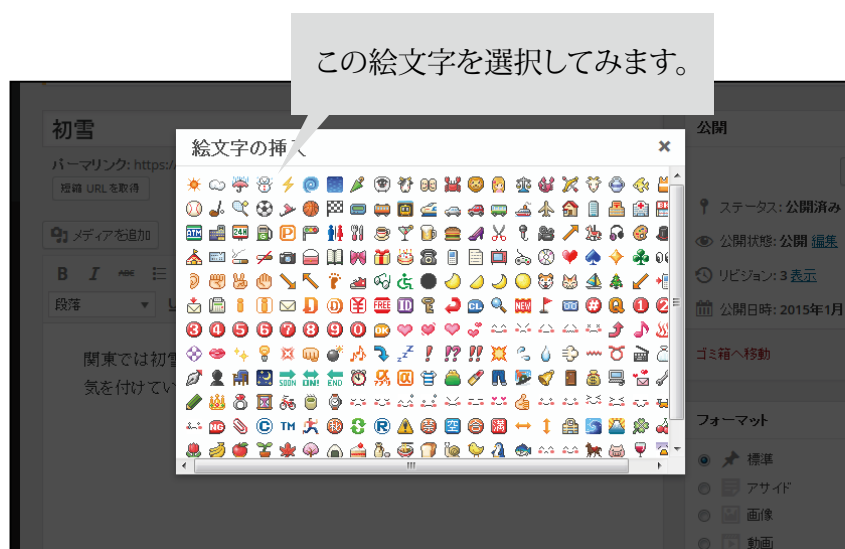 この絵文字を選択してみます。
初雪
パーマリンク: https:/
短縮 URLを取得
メディアを追加
B I ABC
段落
関東では初雪
気を付けてい
絵文字の挿入
×
公開
ステータス: 公開済み
公開状態: 公開 編集
リビジョン: 3 表示
公開日時: 2015年1月
ゴミ箱へ移動
フォーマット
標準
アサイド
画像
動画